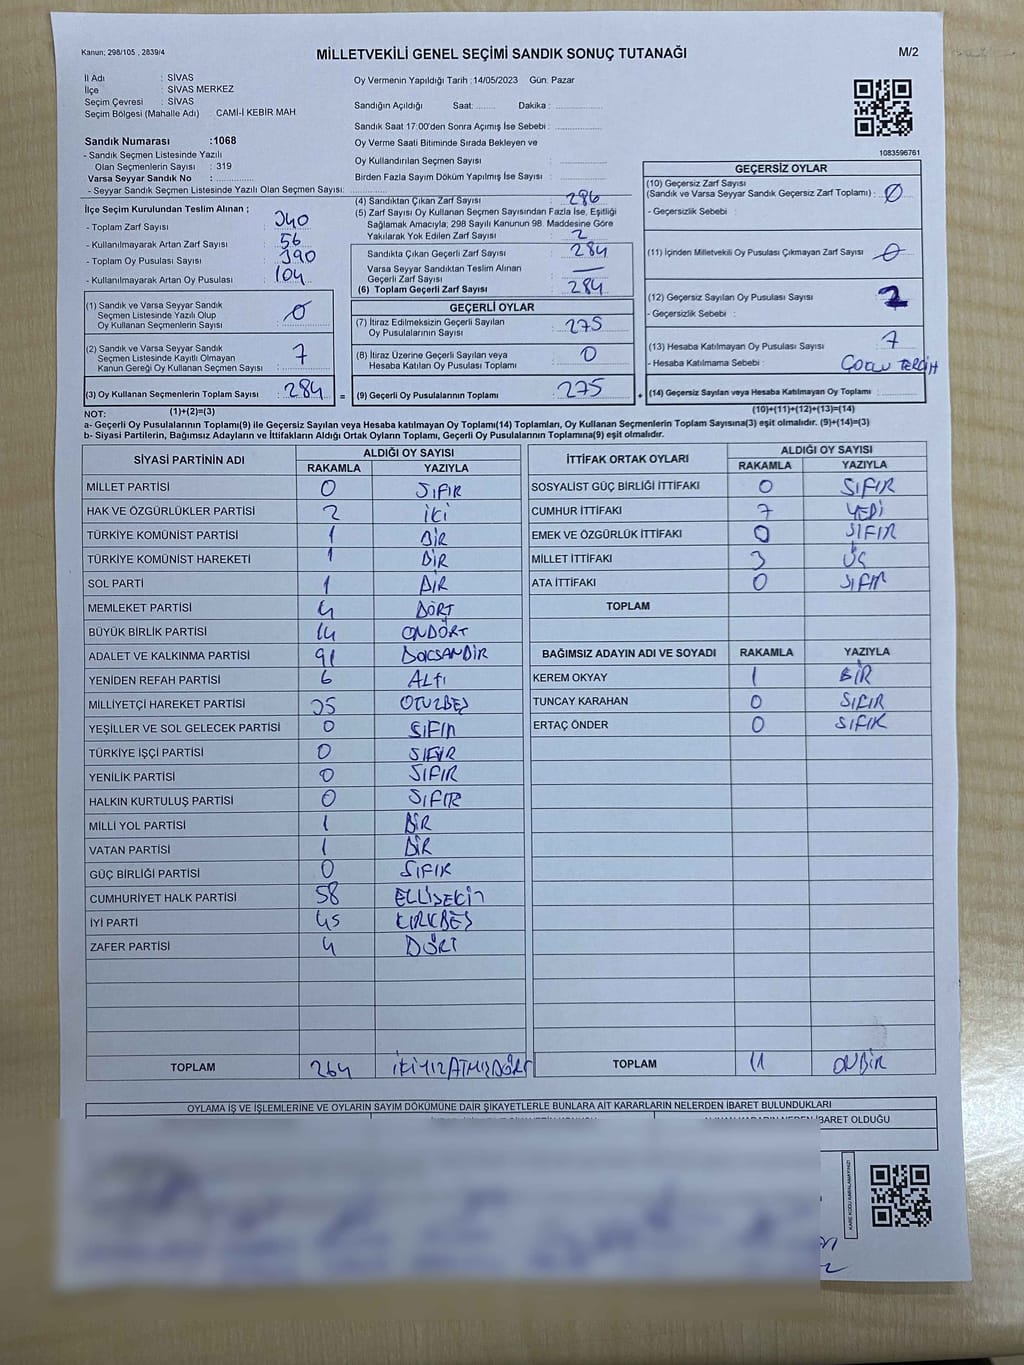 Kanun; 298/105 , 2839/4
MİLLETVEKİLİ GENEL SEÇİMİ SANDIK SONUÇ TUTANAĞI
M/2
İl Adı : SİVAS
İlçe : SİVAS MERKEZ
Seçim Çevresi : SİVAS
Seçim Bölgesi (Mahalle Adı) : CAMİ-İ KEBİR MAH
Sandık Numarası :1068
- Sandık Seçmen Listesinde Yazılı
Olan Seçmenlerin Sayısı : 319
Varsa Seyyar Sandık No :
- Seyyar Sandık Seçmen Listesinde Yazılı Olan Seçmen Sayısı:
Oy Vermenin Yapıldığı Tarih :14/05/2023 Gün: Pazar
Sandığın Açıldığı Saat: Dakika :
Sandık Saat 17:00'den Sonra Açımış İse Sebebi :
Oy Verme Saati Bitiminde Sırada Bekleyen ve
Oy Kullandırılan Seçmen Sayısı :
Birden Fazla Sayım Döküm Yapılmış İse Sayısı :
1083596761
İlçe Seçim Kurulundan Teslim Alınan ;
- Toplam Zarf Sayısı : 340
- Kullanılmayarak Artan Zarf Sayısı : 56
- Toplam Oy Pusulası Sayısı : 390
- Kullanılmayarak Artan Oy Pusulası : 104
(1) Sandık ve Varsa Seyyar Sandık
Seçmen Listesinde Yazılı Olup
Oy Kullanan Seçmenlerin Sayısı : 0
(2) Sandık ve Varsa Seyyar Sandık
Seçmen Listesinde Kayıtlı Olmayan
Kanun Gereği Oy Kullanan Seçmen Sayısı : 7
(3) Oy Kullanan Seçmenlerin Toplam Sayısı : 284
=
(4) Sandıktan Çıkan Zarf Sayısı : 286
(5) Zarf Sayısı Oy Kullanan Seçmen Sayısından Fazla İse, Eşitliği
Sağlamak Amacıyla; 298 Sayılı Kanunun 98. Maddesine Göre
Yakılarak Yok Edilen Zarf Sayısı : 2
Sandıkta Çıkan Geçerli Zarf Sayısı : 284
Varsa Seyyar Sandıktan Teslim Alınan
Geçerli Zarf Sayısı : —
(6) Toplam Geçerli Zarf Sayısı : 284
GEÇERLİ OYLAR
(7) İtiraz Edilmeksizin Geçerli Sayılan
Oy Pusulalarının Sayısı : 275
(8) İtiraz Üzerine Geçerli Sayılan veya
Hesaba Katılan Oy Pusulası Toplamı : 0
(9) Geçerli Oy Pusulalarının Toplamı : 275
+
GEÇERSİZ OYLAR
(10) Geçersiz Zarf Sayısı
(Sandık ve Varsa Seyyar Sandık Geçersiz Zarf Toplamı) : 0
- Geçersizlik Sebebi :
(11) İçinden Milletvekili Oy Pusulası Çıkmayan Zarf Sayısı : 0
(12) Geçersiz Sayılan Oy Pusulası Sayısı : 2
- Geçersizlik Sebebi :
(13) Hesaba Katılmayan Oy Pusulası Sayısı : 7
- Hesaba Katılmama Sebebi : ÇOKLU TERCİH
(14) Geçersiz Sayılan veya Hesaba Katılmayan Oy Toplamı :
NOT: (1)+(2)=(3)
(10)+(11)+(12)+(13)=(14)
a- Geçerli Oy Pusulalarının Toplamı(9) ile Geçersiz Sayılan veya Hesaba katılmayan Oy Toplamı(14) Toplamları, Oy Kullanan Seçmenlerin Toplam Sayısına(3) eşit olmalıdır. (9)+(14)=(3)
b- Siyasi Partilerin, Bağımsız Adayların ve İttifakların Aldığı Ortak Oyların Toplamı, Geçerli Oy Pusulalarının Toplamına(9) eşit olmalıdır.
SİYASİ PARTİNİN ADI ALDIĞI OY SAYISI
RAKAMLA YAZIYLA
MİLLET PARTİSİ 0 SIFIR
HAK VE ÖZGÜRLÜKLER PARTİSİ 2 İKİ
TÜRKİYE KOMÜNİST PARTİSİ 1 BİR
TÜRKİYE KOMÜNİST HAREKETİ 1 BİR
SOL PARTİ 1 BİR
MEMLEKET PARTİSİ 4 DÖRT
BÜYÜK BİRLİK PARTİSİ 14 ONDÖRT
ADALET VE KALKINMA PARTİSİ 91 DOKSANBİR
YENİDEN REFAH PARTİSİ 6 ALTI
MİLLİYETÇİ HAREKET PARTİSİ 35 OTUZBEŞ
YEŞİLLER VE SOL GELECEK PARTİSİ 0 SIFIR
TÜRKİYE İŞÇİ PARTİSİ 0 SIFIR
YENİLİK PARTİSİ 0 SIFIR
HALKIN KURTULUŞ PARTİSİ 0 SIFIR
MİLLİ YOL PARTİSİ 1 BİR
VATAN PARTİSİ 1 BİR
GÜÇ BİRLİĞİ PARTİSİ 0 SIFIR
CUMHURİYET HALK PARTİSİ 58 ELLİSEKİZ
İYİ PARTİ 45 KIRKBEŞ
ZAFER PARTİSİ 4 DÖRT
TOPLAM 264 İKİYÜZATMIŞDÖRT
İTTİFAK ORTAK OYLARI ALDIĞI OY SAYISI
RAKAMLA YAZIYLA
SOSYALİST GÜÇ BİRLİĞİ İTTİFAKI 0 SIFIR
CUMHUR İTTİFAKI 7 YEDİ
EMEK VE ÖZGÜRLÜK İTTİFAKI 0 SIFIR
MİLLET İTTİFAKI 3 ÜÇ
ATA İTTİFAKI 0 SIFIR
TOPLAM
BAĞIMSIZ ADAYIN ADI VE SOYADI RAKAMLA YAZIYLA
KEREM OKYAY 1 BİR
TUNCAY KARAHAN 0 SIFIR
ERTAÇ ÖNDER 0 SIFIR
TOPLAM 11 ONBİR
OYLAMA İŞ VE İŞLEMLERİNE VE OYLARIN SAYIM DÖKÜMÜNE DAİR ŞİKAYETLERLE BUNLARA AİT KARARLARIN NELERDEN İBARET BULUNDUKLARI
İBARET OLDUĞU
KARE KODU KARALAMAYINIZ!